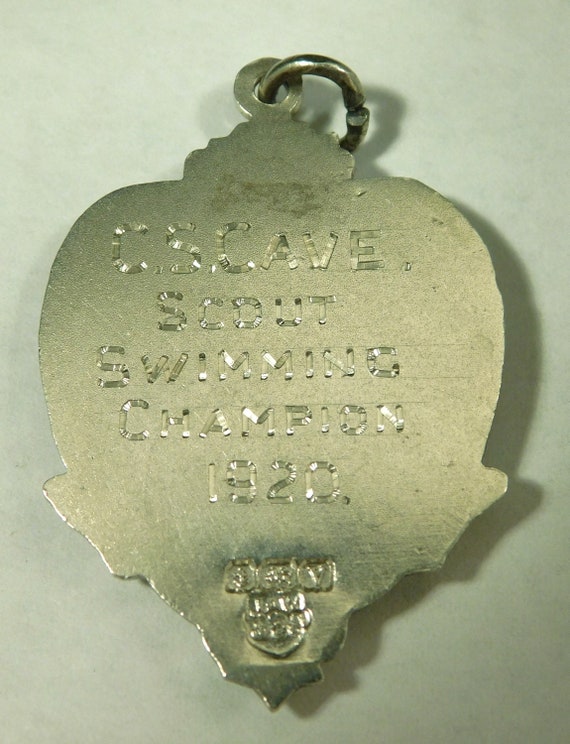 C.S.CAVE,
SCOUT
SWIMMING
CHAMPION
1920.